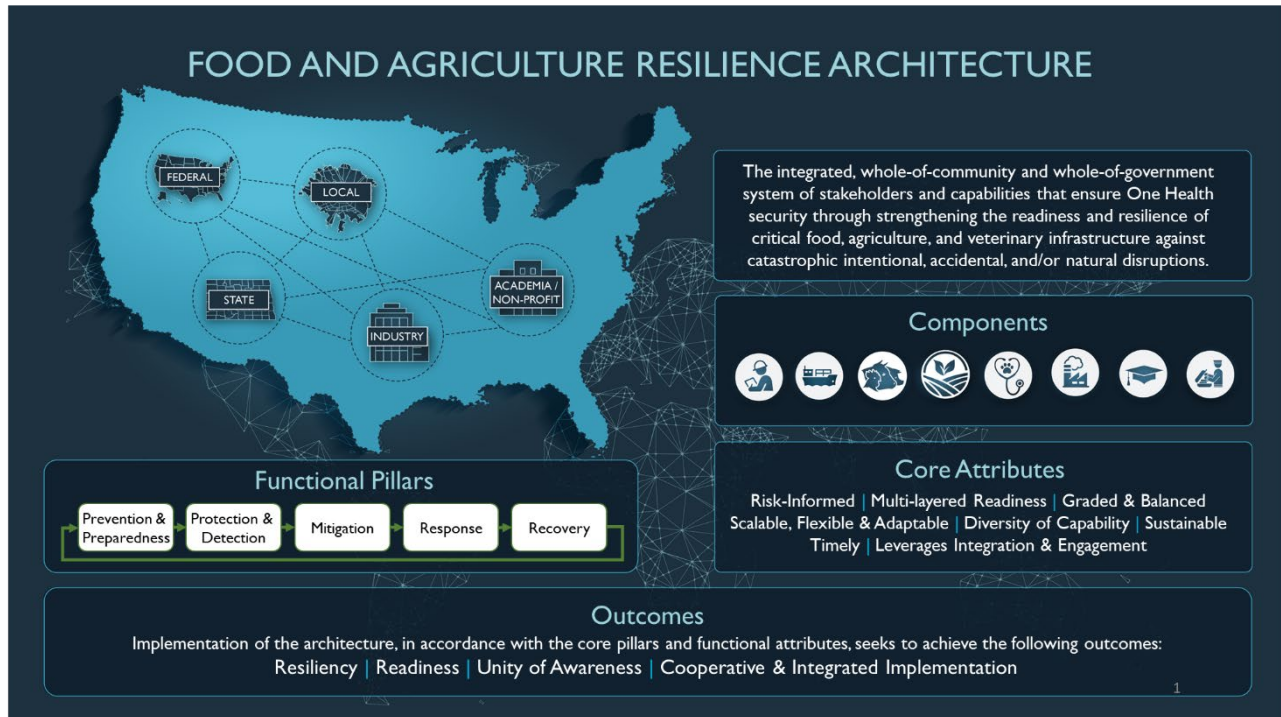 FOOD AND AGRICULTURE RESILIENCE ARCHITECTURE
FEDERAL
LOCAL
STATE
INDUSTRY
ACADEMIA /
NON-PROFIT
The integrated, whole-of-community and whole-of-government
system of stakeholders and capabilities that ensure One Health
security through strengthening the readiness and resilience of
critical food, agriculture, and veterinary infrastructure against
catastrophic intentional, accidental, and/or natural disruptions.
Components
Functional Pillars
Prevention &
Preparedness
Protection &
Detection
Mitigation
Response
Recovery
Core Attributes
Risk-Informed | Multi-layered Readiness | Graded & Balanced
Scalable, Flexible & Adaptable | Diversity of Capability | Sustainable
Timely | Leverages Integration & Engagement
Outcomes
Implementation of the architecture, in accordance with the core pillars and functional attributes, seeks to achieve the following outcomes:
Resiliency | Readiness | Unity of Awareness | Cooperative & Integrated Implementation
1